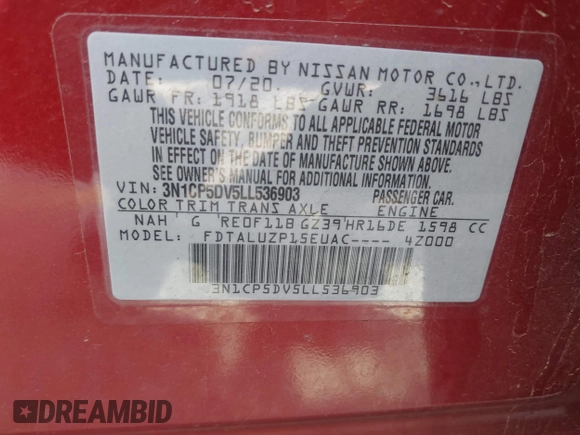 MANUFACTURED BY NISSAN MOTOR CO., LTD.
DATE: 07/20 GVWR: 3616 LBS
GAWR FR: 1918 LBS GAWR RR: 1698 LBS
THIS VEHICLE CONFORMS TO ALL APPLICABLE FEDERAL MOTOR
VEHICLE SAFETY, BUMPER AND THEFT PREVENTION STANDARDS
IN EFFECT ON THE DATE OF MANUFACTURE SHOWN ABOVE.
SEE OWNER'S MANUAL FOR ADDITIONAL INFORMATION.
VIN: 3N1CP5DV5LL536903 PASSENGER CAR.
COLOR TRIM TRANS AXLE ENGINE
NAH G RE0F11B GZ39 HR16DE 1598 CC
MODEL: FDTALUZP15EUAC---- 4Z000
3N1CP5DV5LL536903
DREAMBID